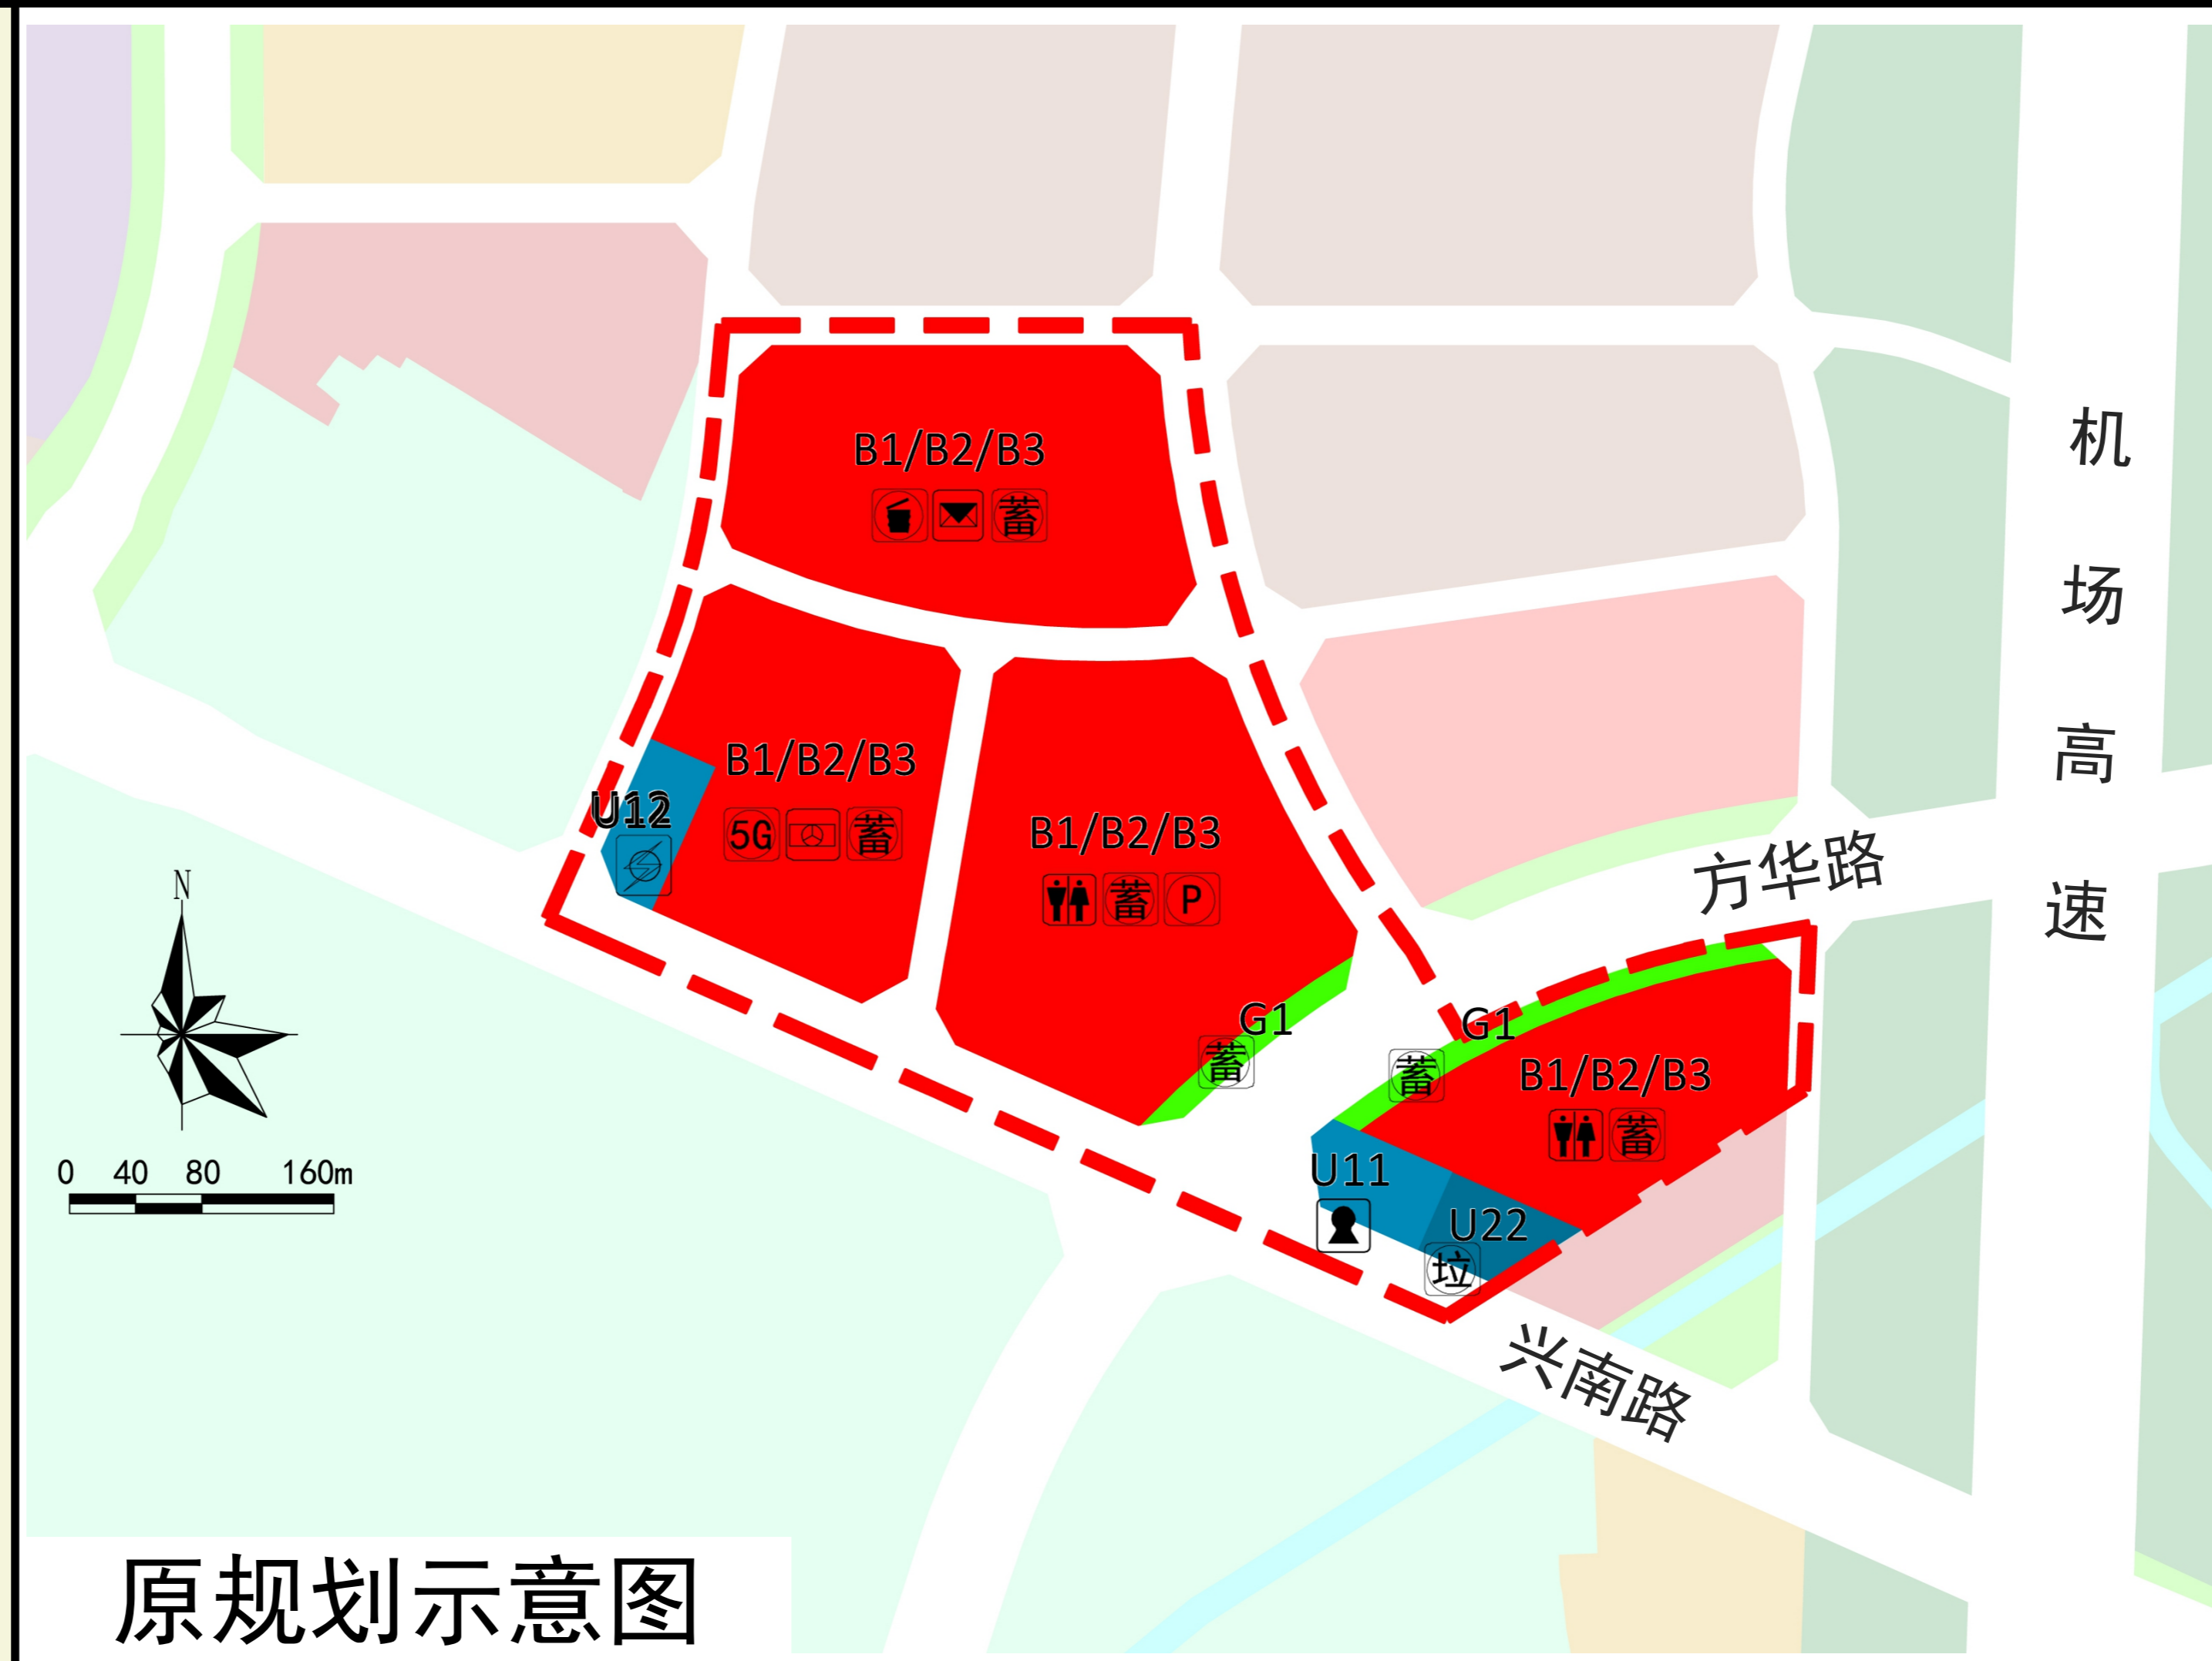 B1/B2/B3
蓄
机场高速
B1/B2/B3
5G 蓄
U12
B1/B2/B3
蓄 P
方华路
N
G1
蓄
G1
蓄
B1/B2/B3
蓄
U11
U22
垃
0 40 80 160m
兴南路
原规划示意图